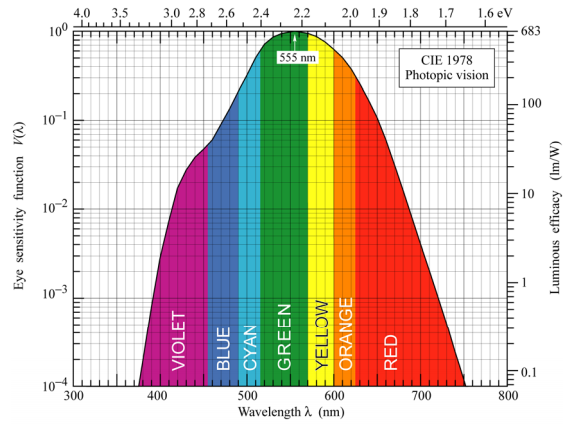 4.0 3.5 3.0 2.8 2.6 2.4 2.2 2.0 1.9 1.8 1.7 1.6 eV
10⁰ 683
555 nm
CIE 1978
Photopic vision
100
10⁻¹
10
10⁻²
1
10⁻³
0.1
10⁻⁴
Eye sensitivity function V(λ)
Luminous efficacy (lm/W)
VIOLET
BLUE
CYAN
GREEN
YELLOW
ORANGE
RED
300 400 500 600 700 800
Wavelength λ (nm)